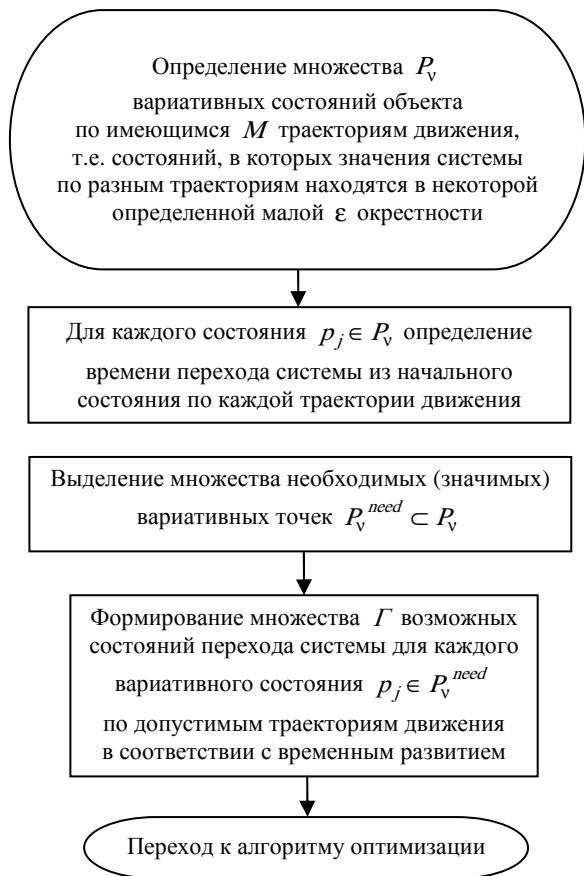 Определение множества P_ν
вариативных состояний объекта
по имеющимся M траекториям движения,
т.е. состояний, в которых значения системы
по разным траекториям находятся в некоторой
определенной малой ε окрестности
Для каждого состояния p_j ∈ P_ν определение
времени перехода системы из начального
состояния по каждой траектории движения
Выделение множества необходимых (значимых)
вариативных точек P_ν^need ⊂ P_ν
Формирование множества Γ возможных
состояний перехода системы для каждого
вариативного состояния p_j ∈ P_ν^need
по допустимым траекториям движения
в соответствии с временным развитием
Переход к алгоритму оптимизации